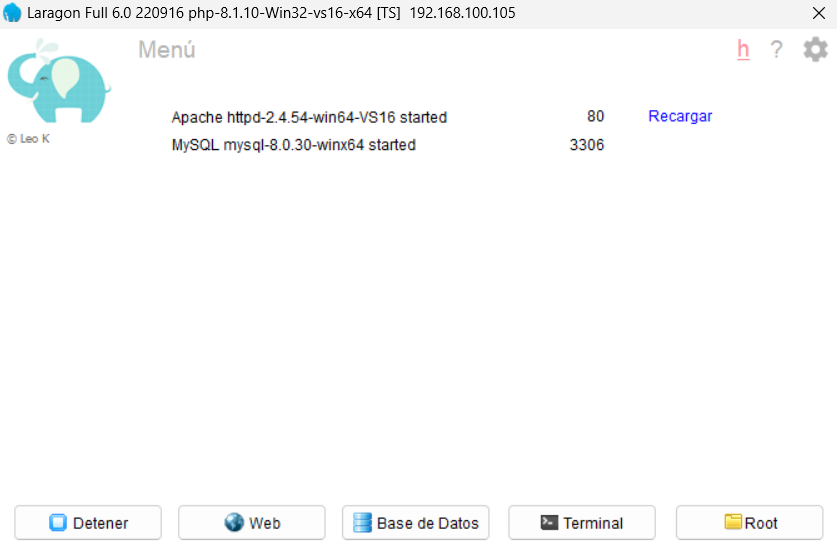 Laragon Full 6.0 220916 php-8.1.10-Win32-vs16-x64 [TS] 192.168.100.105
Menú h ?
© Leo K
Apache httpd-2.4.54-win64-VS16 started 80 Recargar
MySQL mysql-8.0.30-winx64 started 3306
Detener Web Base de Datos Terminal Root